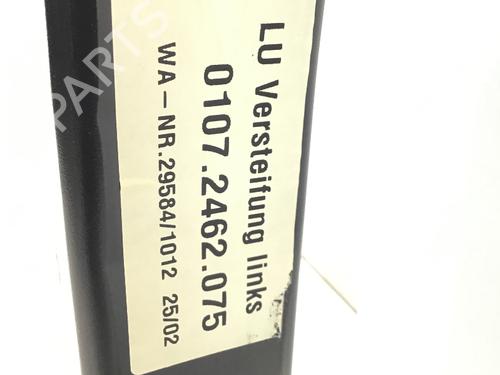 LU Versteifung links
0107.2462.075
WA-NR.29584/1012 25/02
PARTS